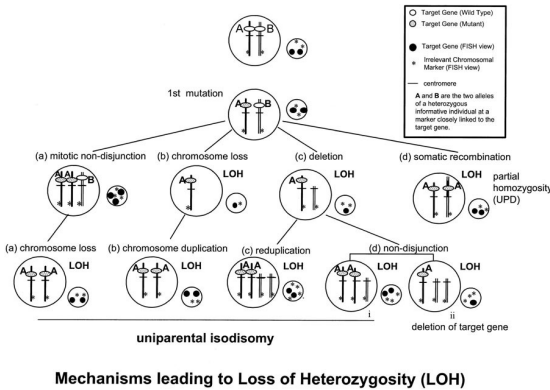 Target Gene (Wild Type)
Target Gene (Mutant)
Target Gene (FISH view)
* Irrelevant Chromosomal
Marker (FISH view)
centromere
A and B are the two alleles
of a heterozygous
informative individual at a
marker closely linked to the
target gene.
A B
1st mutation
A B
(a) mitotic non-disjunction (b) chromosome loss (c) deletion (d) somatic recombination
A A B
A LOH
A LOH
A A LOH
partial
homozygosity
(UPD)
(a) chromosome loss (b) chromosome duplication (c) reduplication (d) non-disjunction
A A LOH
A A LOH
A A LOH
A A LOH
A LOH
i
ii
deletion of target gene
uniparental isodisomy
Mechanisms leading to Loss of Heterozygosity (LOH)